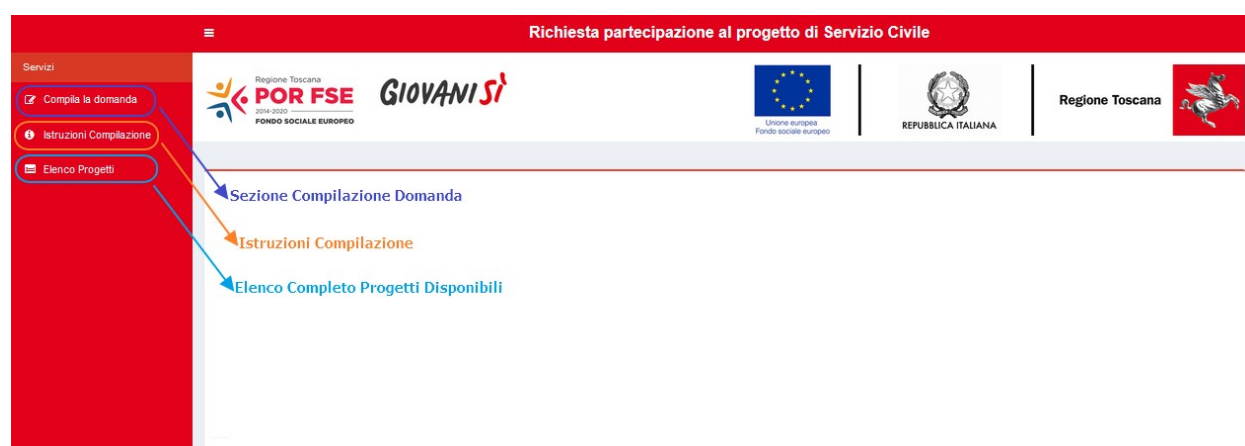 Richiesta partecipazione al progetto di Servizio Civile
Servizi
Compila la domanda
Istruzioni Compilazione
Elenco Progetti
Regione Toscana
POR FSE
2014-2020
FONDO SOCIALE EUROPEO
GIOVANISÌ
Unione europea
Fondo sociale europeo
REPUBBLICA ITALIANA
Regione Toscana
Sezione Compilazione Domanda
Istruzioni Compilazione
Elenco Completo Progetti Disponibili